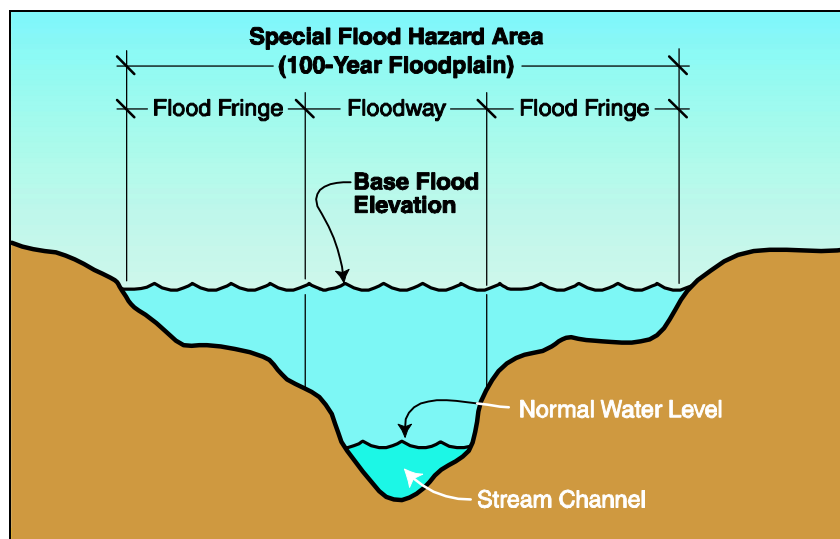 Special Flood Hazard Area
(100-Year Floodplain)
Flood Fringe
Floodway
Flood Fringe
Base Flood
Elevation
Normal Water Level
Stream Channel